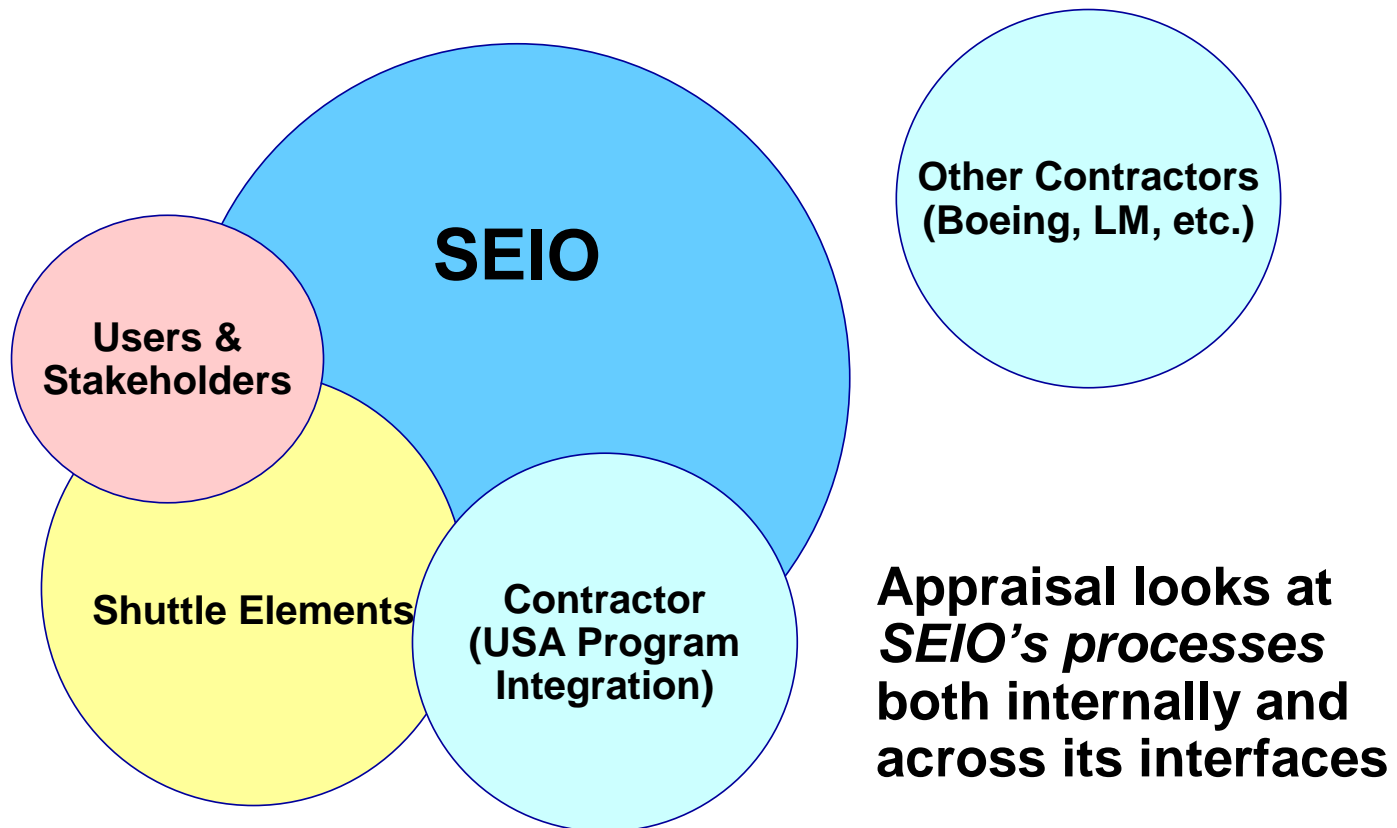 SEIO
Other Contractors
(Boeing, LM, etc.)
Users &
Stakeholders
Shuttle Elements
Contractor
(USA Program
Integration)
Appraisal looks at
SEIO’s processes
both internally and
across its interfaces